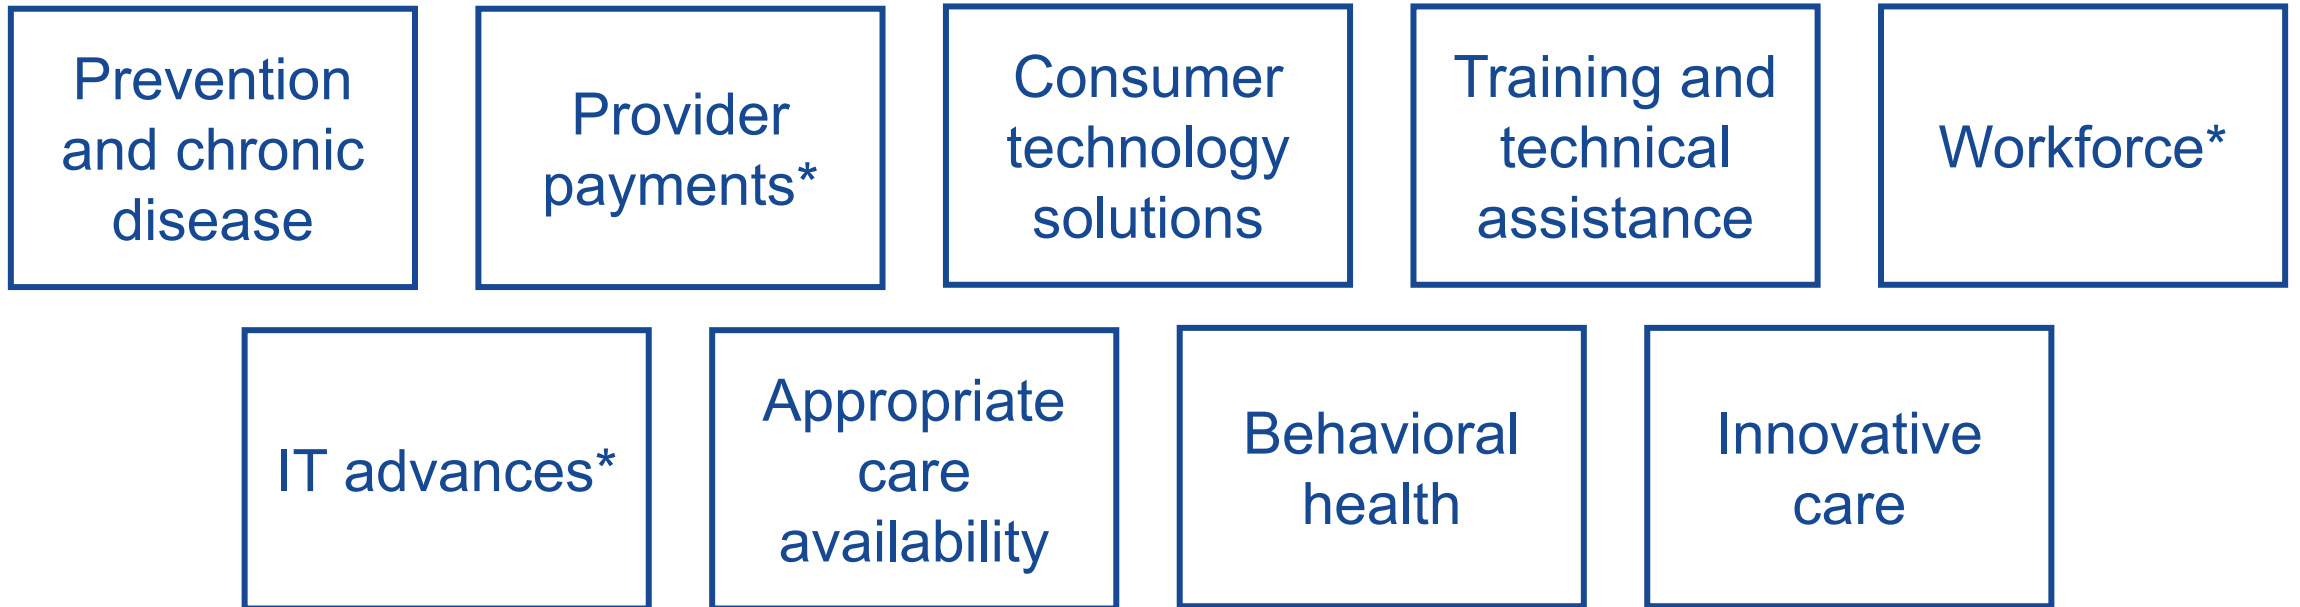 Prevention
and chronic
disease
Provider
payments*
Consumer
technology
solutions
Training and
technical
assistance
Workforce*
IT advances*
Appropriate
care
availability
Behavioral
health
Innovative
care